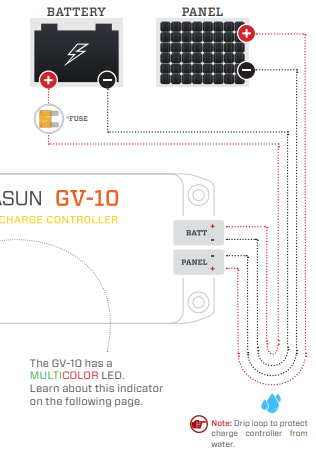 BATTERY
PANEL
+
−
+
−
*FUSE
ASUN GV-10
CHARGE CONTROLLER
BATT + -
PANEL - +
The GV-10 has a
MULTICOLOR LED.
Learn about this indicator
on the following page.
Note: Drip loop to protect
charge controller from
water.